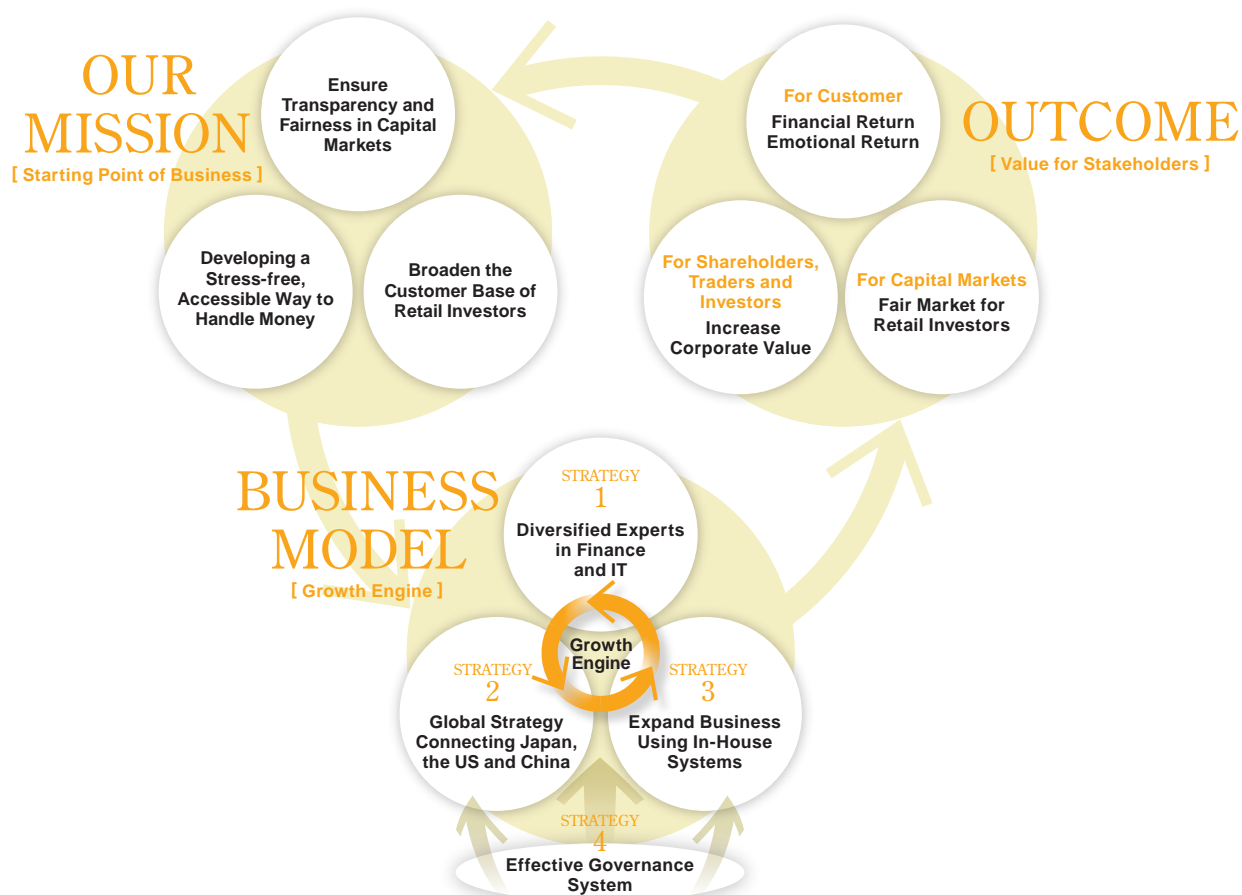 OUR
MISSION
[ Starting Point of Business ]
Ensure
Transparency and
Fairness in Capital
Markets
Developing a
Stress-free,
Accessible Way to
Handle Money
Broaden the
Customer Base of
Retail Investors
OUTCOME
[ Value for Stakeholders ]
For Customer
Financial Return
Emotional Return
For Shareholders,
Traders and
Investors
Increase
Corporate Value
For Capital Markets
Fair Market for
Retail Investors
BUSINESS
MODEL
[ Growth Engine ]
STRATEGY
1
Diversified Experts
in Finance
and IT
Growth
Engine
STRATEGY
2
Global Strategy
Connecting Japan,
the US and China
STRATEGY
3
Expand Business
Using In-House
Systems
STRATEGY
4
Effective Governance
System